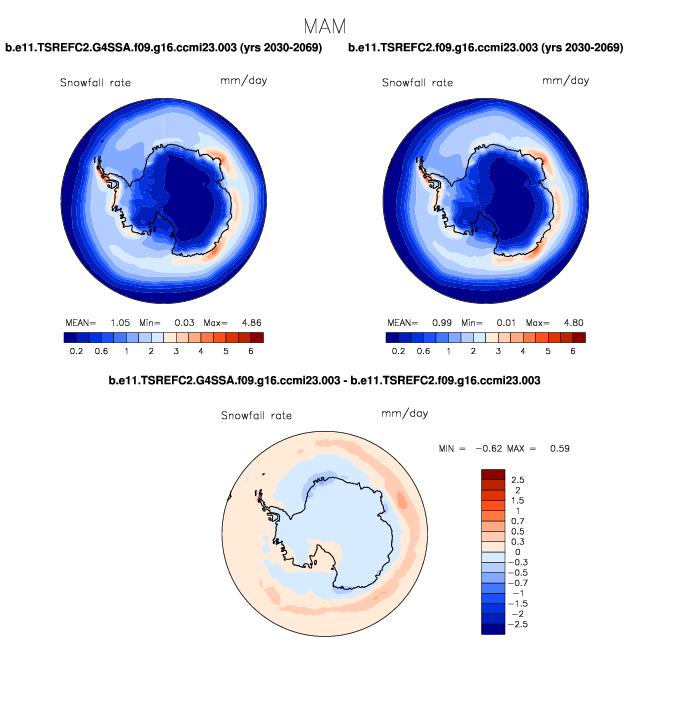 MAM
b.e11.TSREFC2.G4SSA.f09.g16.ccmi23.003 (yrs 2030-2069)
b.e11.TSREFC2.f09.g16.ccmi23.003 (yrs 2030-2069)
Snowfall rate mm/day
Snowfall rate mm/day
MEAN= 1.05 Min= 0.03 Max= 4.86
0.2 0.6 1 2 3 4 5 6
MEAN= 0.99 Min= 0.01 Max= 4.80
0.2 0.6 1 2 3 4 5 6
b.e11.TSREFC2.G4SSA.f09.g16.ccmi23.003 - b.e11.TSREFC2.f09.g16.ccmi23.003
Snowfall rate mm/day
MIN = -0.62 MAX = 0.59
2.5
2
1.5
1
0.7
0.5
0.3
0
-0.3
-0.5
-0.7
-1
-1.5
-2
-2.5